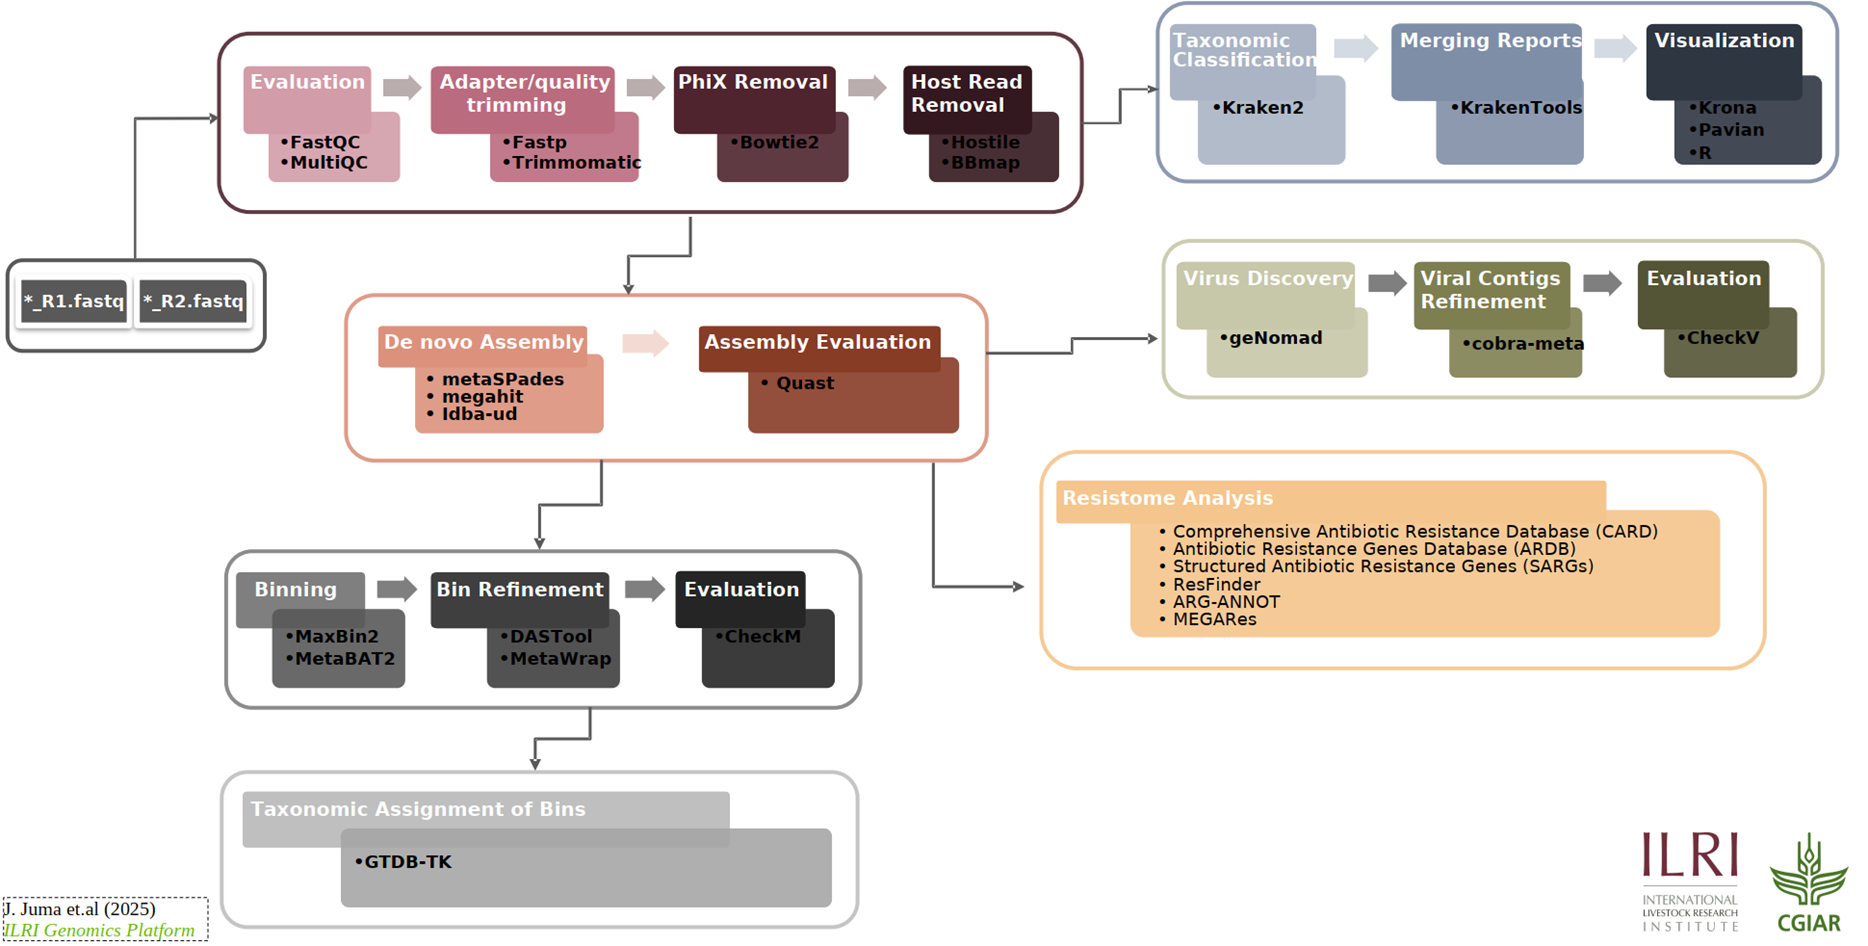 Evaluation
•FastQC
•MultiQC
Adapter/quality
trimming
•Fastp
•Trimmomatic
PhiX Removal
•Bowtie2
Host Read
Removal
•Hostile
•BBmap
Taxonomic
Classification
•Kraken2
Merging Reports
•KrakenTools
Visualization
•Krona
•Pavian
•R
*_R1.fastq
*_R2.fastq
De novo Assembly
• metaSPades
• megahit
• Idba-ud
Assembly Evaluation
• Quast
Virus Discovery
•geNomad
Viral Contigs
Refinement
•cobra-meta
Evaluation
•CheckV
Resistome Analysis
• Comprehensive Antibiotic Resistance Database (CARD)
• Antibiotic Resistance Genes Database (ARDB)
• Structured Antibiotic Resistance Genes (SARGs)
• ResFinder
• ARG-ANNOT
• MEGARes
Binning
•MaxBin2
•MetaBAT2
Bin Refinement
•DASTool
•MetaWrap
Evaluation
•CheckM
Taxonomic Assignment of Bins
•GTDB-TK
J. Juma et.al (2025)
ILRI Genomics Platform
ILRI
INTERNATIONAL
LIVESTOCK RESEARCH
INSTITUTE
CGIAR